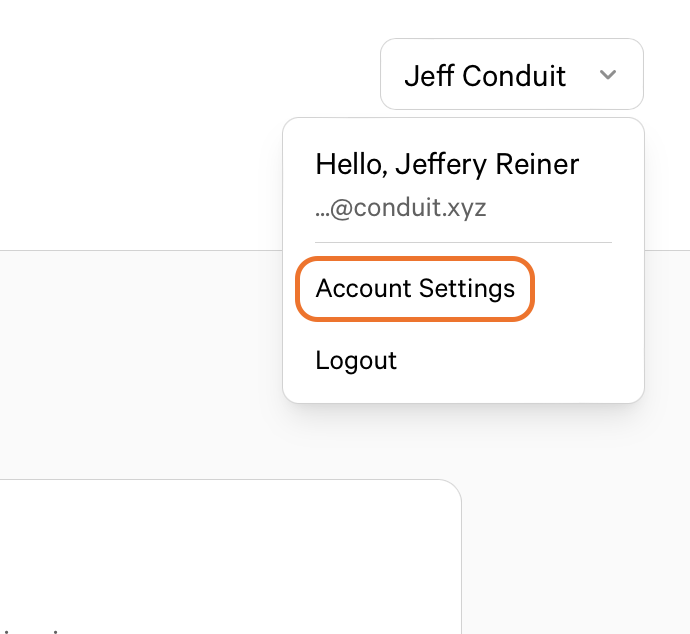 Jeff Conduit
Hello, Jeffery Reiner
...@conduit.xyz
Account Settings
Logout